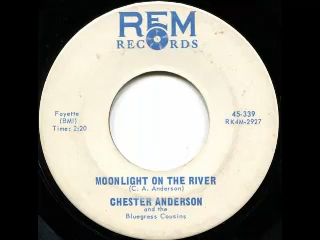 REM
RECORDS
Fayette
(BMI)
Time: 2:20
45-339
RK4M-2927
MOONLIGHT ON THE RIVER
(C. A. Anderson)
CHESTER ANDERSON
and the
Bluegrass Cousins